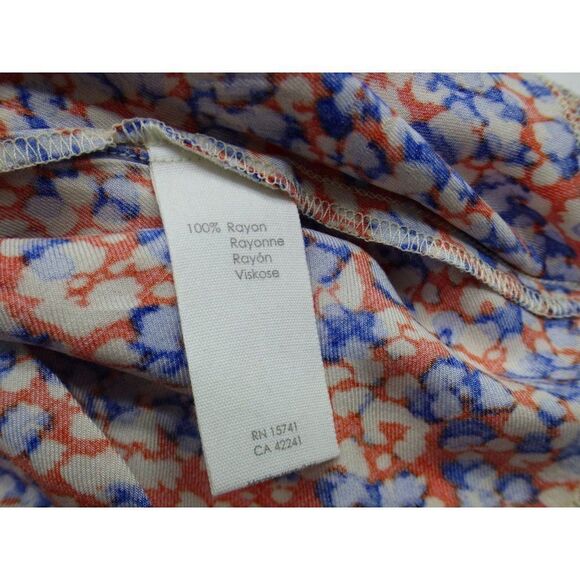 100% Rayon
Rayonne
Rayón
Viskose
RN 15741
CA 42241